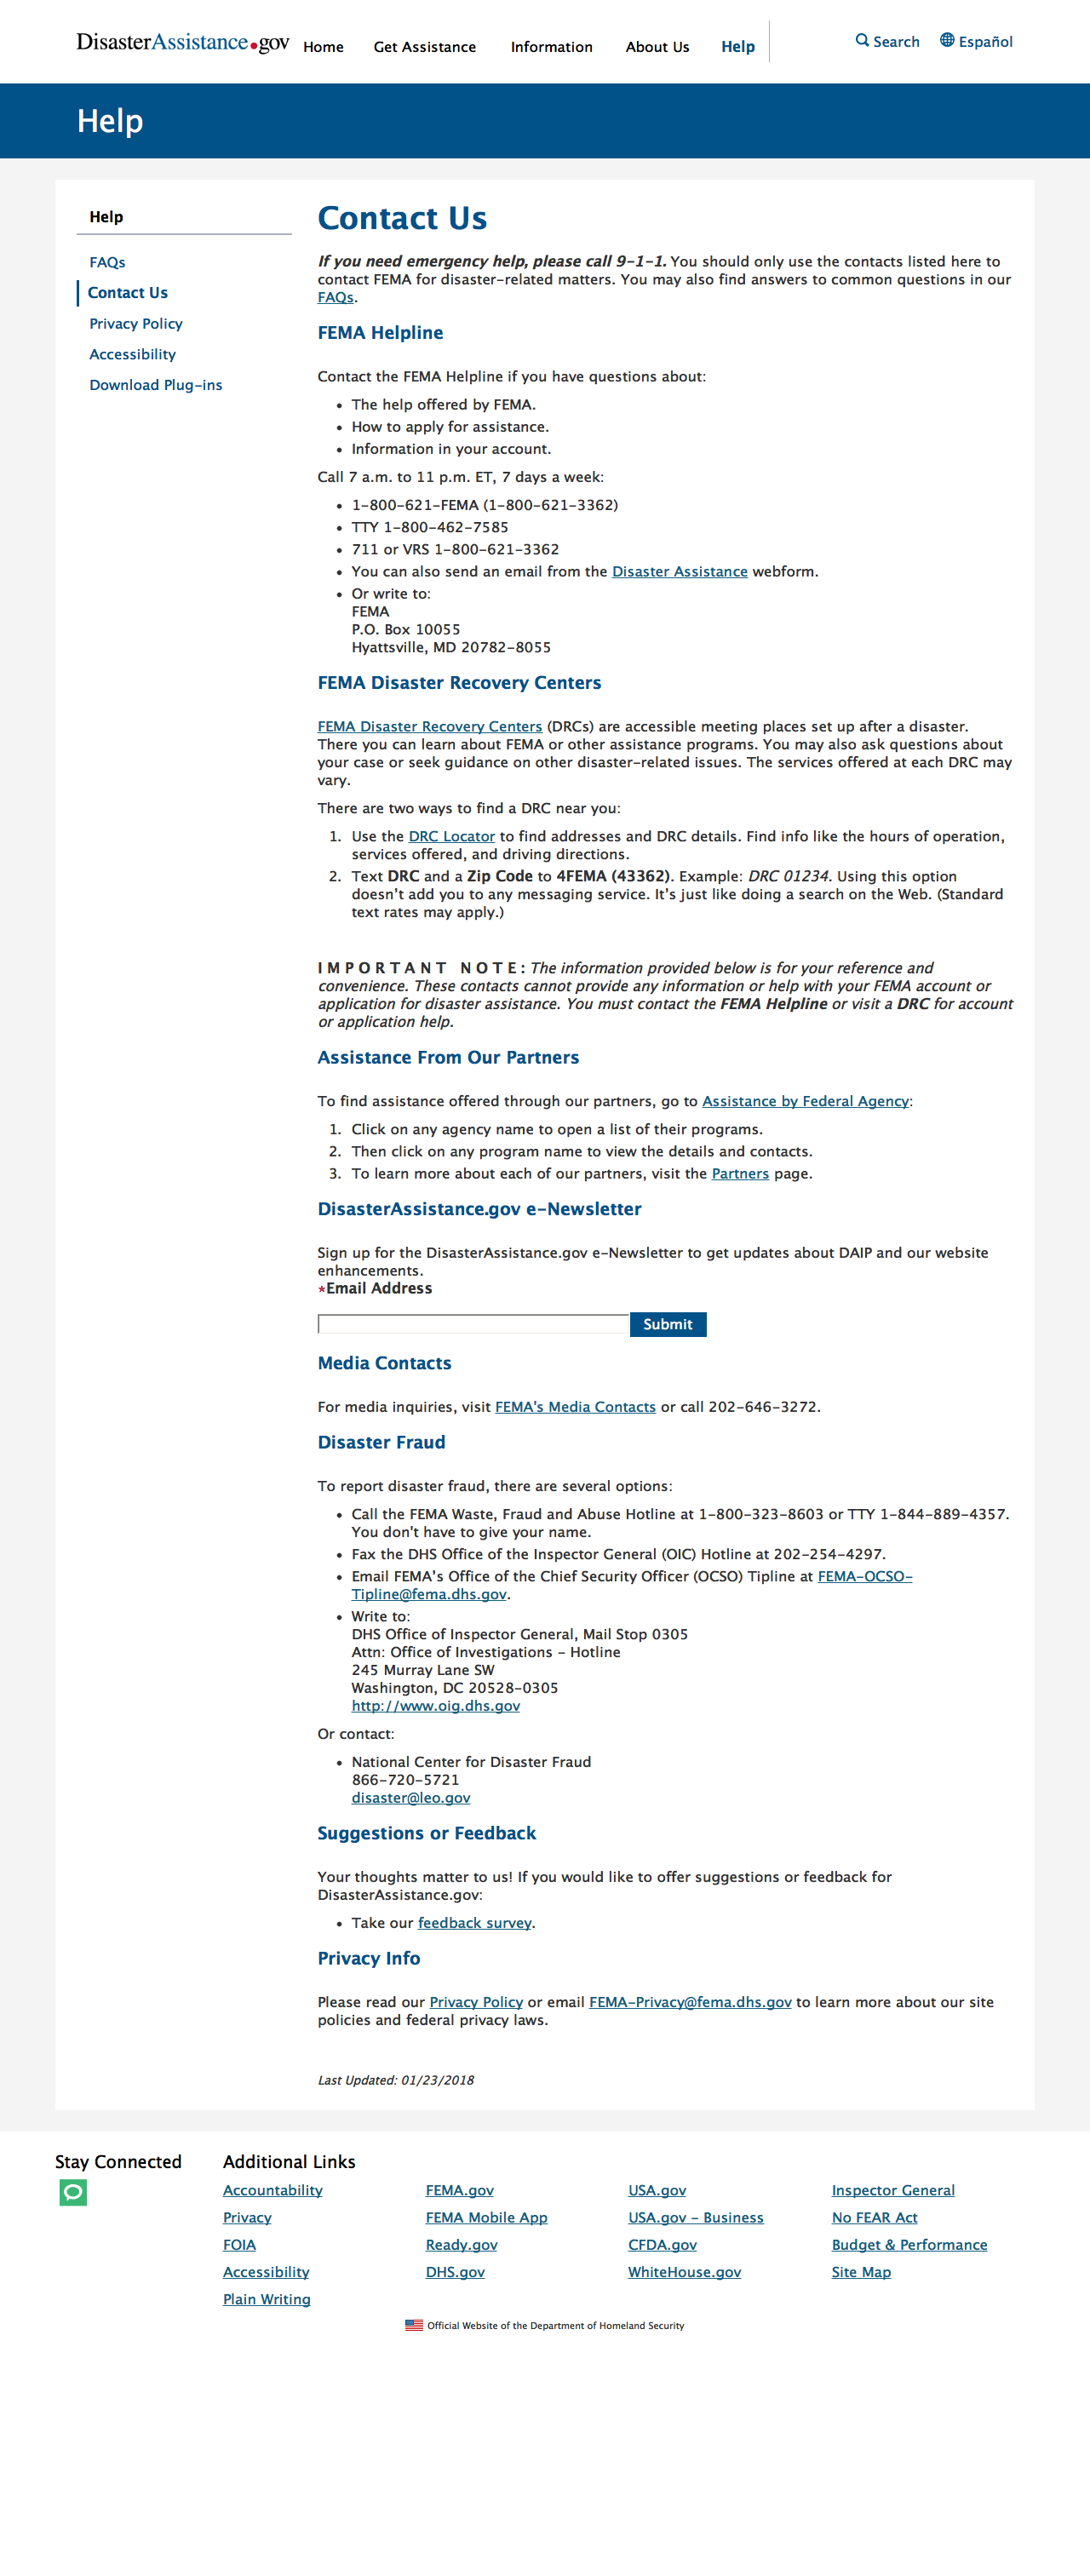 DisasterAssistance.gov
Home
Get Assistance
Information
About Us
Help
Search
Español
Help
Help
FAQs
Contact Us
Privacy Policy
Accessibility
Download Plug-ins
Contact Us
If you need emergency help, please call 9-1-1. You should only use the contacts listed here to
contact FEMA for disaster-related matters. You may also find answers to common questions in our
FAQs.
FEMA Helpline
Contact the FEMA Helpline if you have questions about:
• The help offered by FEMA.
• How to apply for assistance.
• Information in your account.
Call 7 a.m. to 11 p.m. ET, 7 days a week:
• 1-800-621-FEMA (1-800-621-3362)
• TTY 1-800-462-7585
• 711 or VRS 1-800-621-3362
• You can also send an email from the Disaster Assistance webform.
• Or write to:
FEMA
P.O. Box 10055
Hyattsville, MD 20782-8055
FEMA Disaster Recovery Centers
FEMA Disaster Recovery Centers (DRCs) are accessible meeting places set up after a disaster.
There you can learn about FEMA or other assistance programs. You may also ask questions about
your case or seek guidance on other disaster-related issues. The services offered at each DRC may
vary.
There are two ways to find a DRC near you:
1. Use the DRC Locator to find addresses and DRC details. Find info like the hours of operation,
services offered, and driving directions.
2. Text DRC and a Zip Code to 4FEMA (43362). Example: DRC 01234. Using this option
doesn't add you to any messaging service. It's just like doing a search on the Web. (Standard
text rates may apply.)
IMPORTANT NOTE: The information provided below is for your reference and
convenience. These contacts cannot provide any information or help with your FEMA account or
application for disaster assistance. You must contact the FEMA Helpline or visit a DRC for account
or application help.
Assistance From Our Partners
To find assistance offered through our partners, go to Assistance by Federal Agency:
1. Click on any agency name to open a list of their programs.
2. Then click on any program name to view the details and contacts.
3. To learn more about each of our partners, visit the Partners page.
DisasterAssistance.gov e-Newsletter
Sign up for the DisasterAssistance.gov e-Newsletter to get updates about DAIP and our website
enhancements.
*Email Address
Submit
Media Contacts
For media inquiries, visit FEMA's Media Contacts or call 202-646-3272.
Disaster Fraud
To report disaster fraud, there are several options:
• Call the FEMA Waste, Fraud and Abuse Hotline at 1-800-323-8603 or TTY 1-844-889-4357.
You don't have to give your name.
• Fax the DHS Office of the Inspector General (OIC) Hotline at 202-254-4297.
• Email FEMA's Office of the Chief Security Officer (OCSO) Tipline at FEMA-OCSO-
Tipline@fema.dhs.gov.
• Write to:
DHS Office of Inspector General, Mail Stop 0305
Attn: Office of Investigations - Hotline
245 Murray Lane SW
Washington, DC 20528-0305
http://www.oig.dhs.gov
Or contact:
• National Center for Disaster Fraud
866-720-5721
disaster@leo.gov
Suggestions or Feedback
Your thoughts matter to us! If you would like to offer suggestions or feedback for
DisasterAssistance.gov:
• Take our feedback survey.
Privacy Info
Please read our Privacy Policy or email FEMA-Privacy@fema.dhs.gov to learn more about our site
policies and federal privacy laws.
Last Updated: 01/23/2018
Stay Connected
Additional Links
Accountability
Privacy
FOIA
Accessibility
Plain Writing
FEMA.gov
FEMA Mobile App
Ready.gov
DHS.gov
USA.gov
USA.gov - Business
CFDA.gov
WhiteHouse.gov
Inspector General
No FEAR Act
Budget & Performance
Site Map
Official Website of the Department of Homeland Security